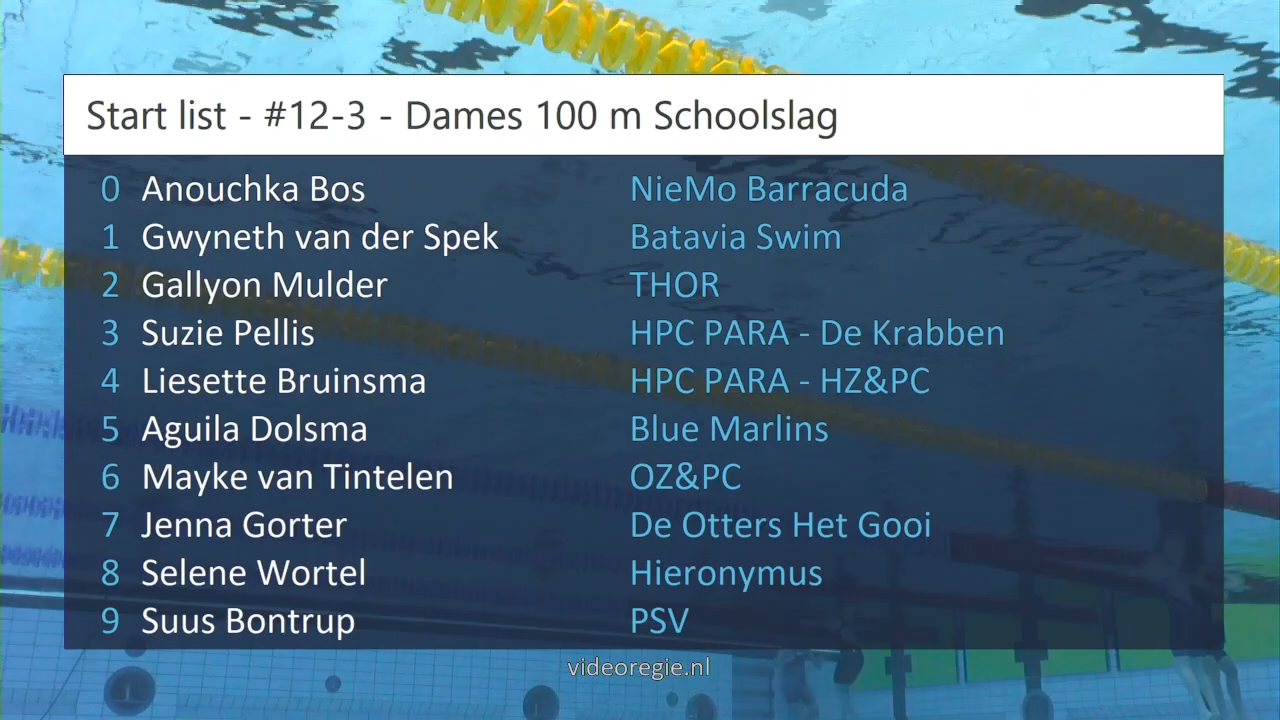 Start list - #12-3 - Dames 100 m Schoolslag
0 Anouchka Bos NieMo Barracuda
1 Gwyneth van der Spek Batavia Swim
2 Gallyon Mulder THOR
3 Suzie Pellis HPC PARA - De Krabben
4 Liesette Bruinsma HPC PARA - HZ&PC
5 Aguila Dolsma Blue Marlins
6 Mayke van Tintelen OZ&PC
7 Jenna Gorter De Otters Het Gooi
8 Selene Wortel Hieronymus
9 Suus Bontrup PSV
videoregie.nl